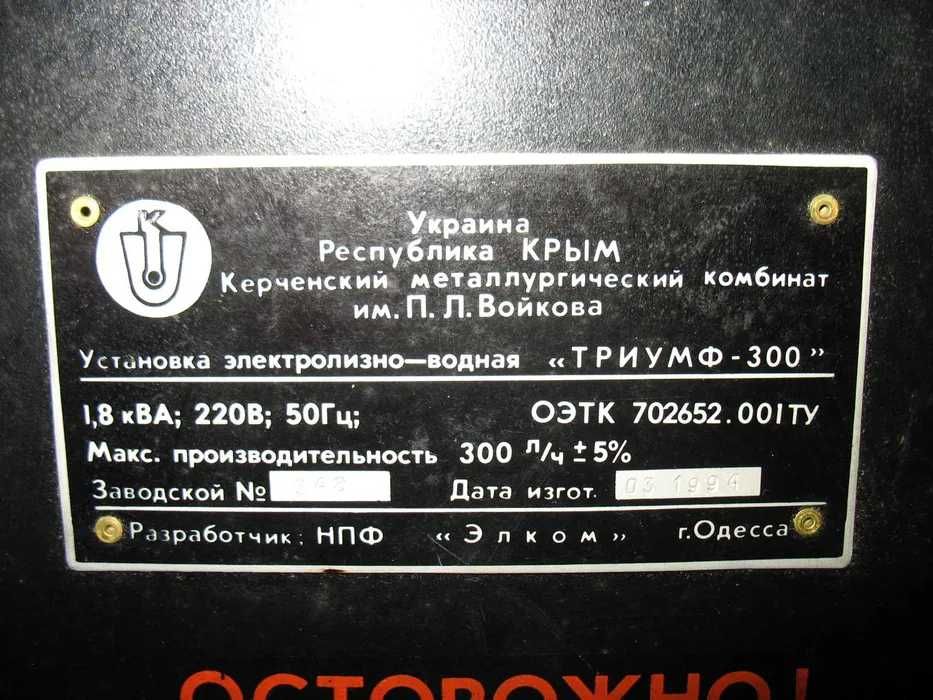 Украина
Республика КРЫМ
Керченский металлургический комбинат
им. П. Л. Войкова
Установка электролизно—водная «ТРИУМФ-300»
1,8 кВА; 220В; 50Гц; ОЭТК 702652.001ТУ
Макс. производительность 300 л/ч ± 5%
Заводской № Дата изгот. 03 1994
Разработчик: НПФ «Элком» г.Одесса
ОСТОРОЖНО!